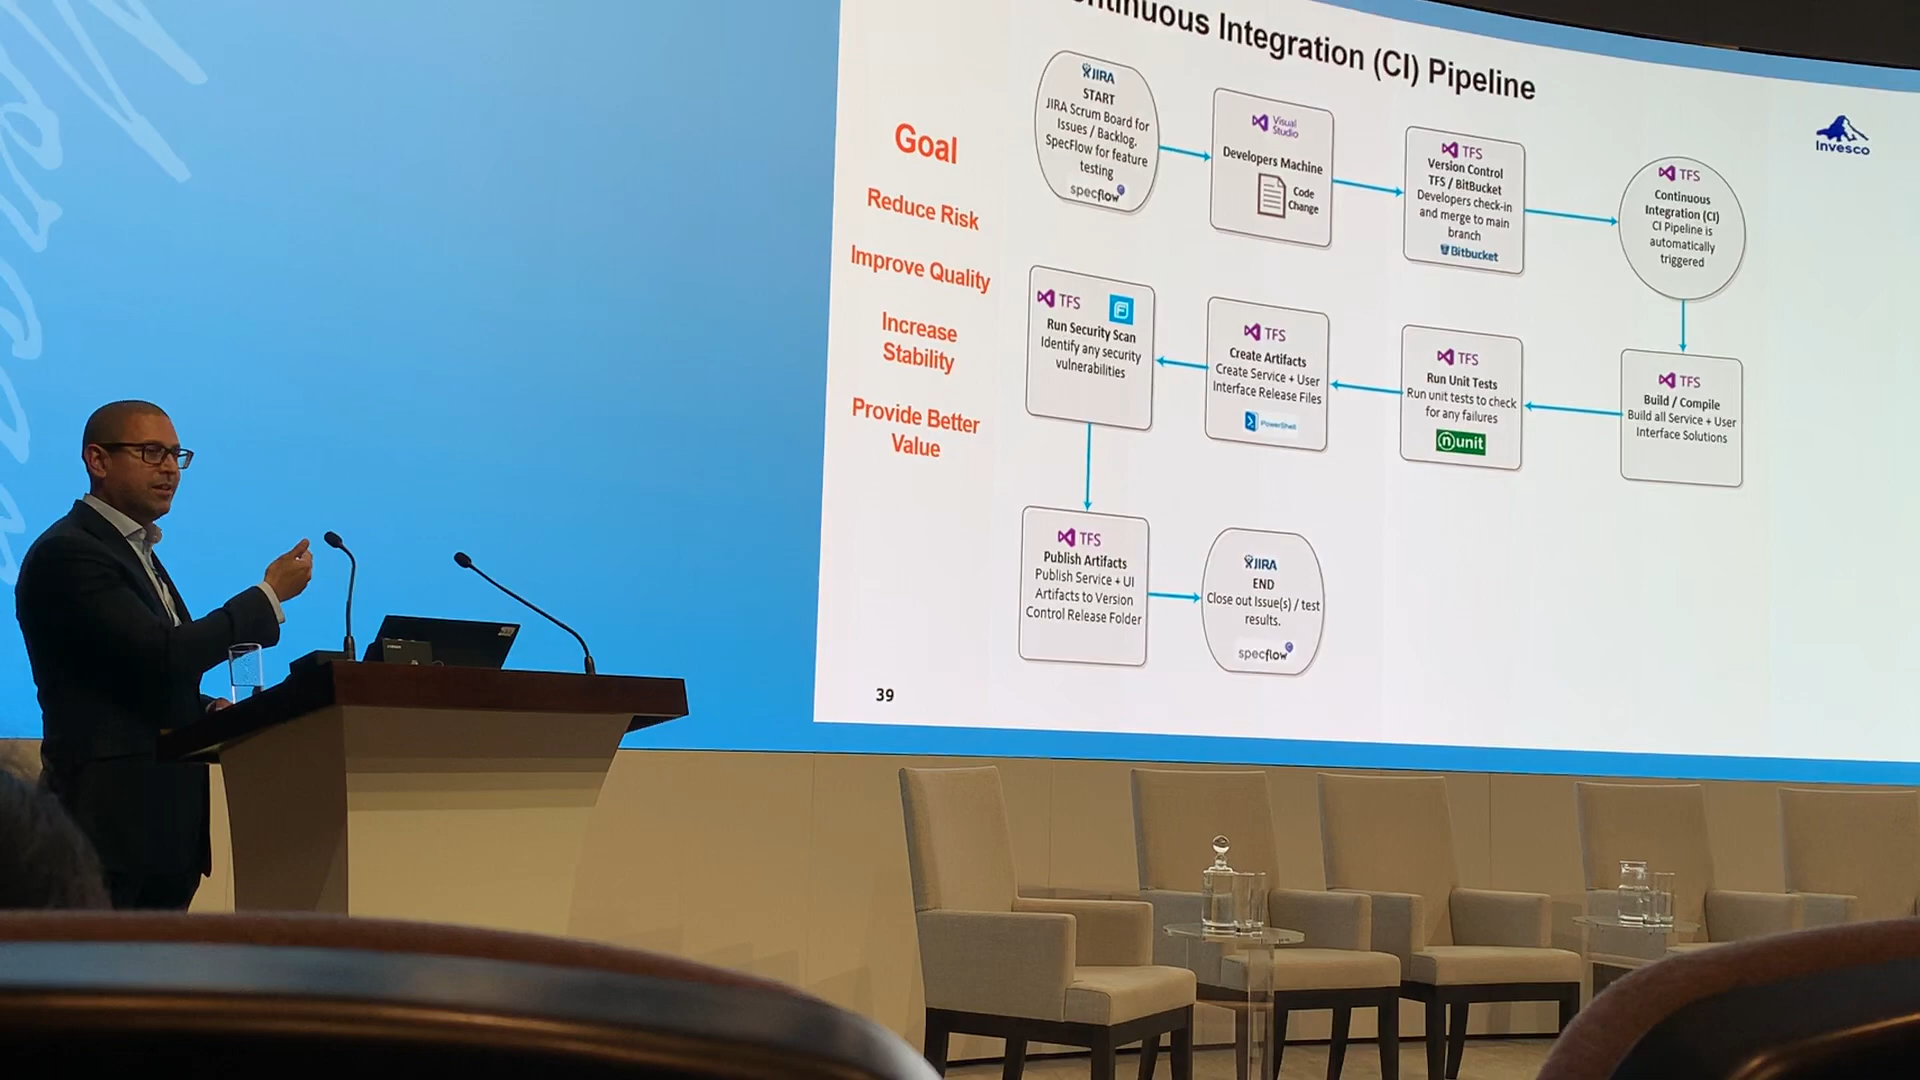 Integration (CI) Pipeline
Goal
Reduce Risk
Improve Quality
Increase
Stability
Provide Better
Value
JIRA
START
JIRA Scrum Board for
Issues / Backlog.
SpecFlow for feature
testing
specflow
Visual
Studio
Developers Machine
Code
Change
TFS
Version Control
TFS / BitBucket
Developers check-in
and merge to main
branch
Bitbucket
TFS
Continuous
Integration (CI)
CI Pipeline is
automatically
triggered
Invesco
TFS
Build / Compile
Build all Service + User
Interface Solutions
TFS
Run Unit Tests
Run unit tests to check
for any failures
nunit
TFS
Create Artifacts
Create Service + User
Interface Release Files
PowerShell
TFS
Run Security Scan
Identify any security
vulnerabilities
TFS
Publish Artifacts
Publish Service + UI
Artifacts to Version
Control Release Folder
JIRA
END
Close out Issue(s) / test
results.
specflow
39